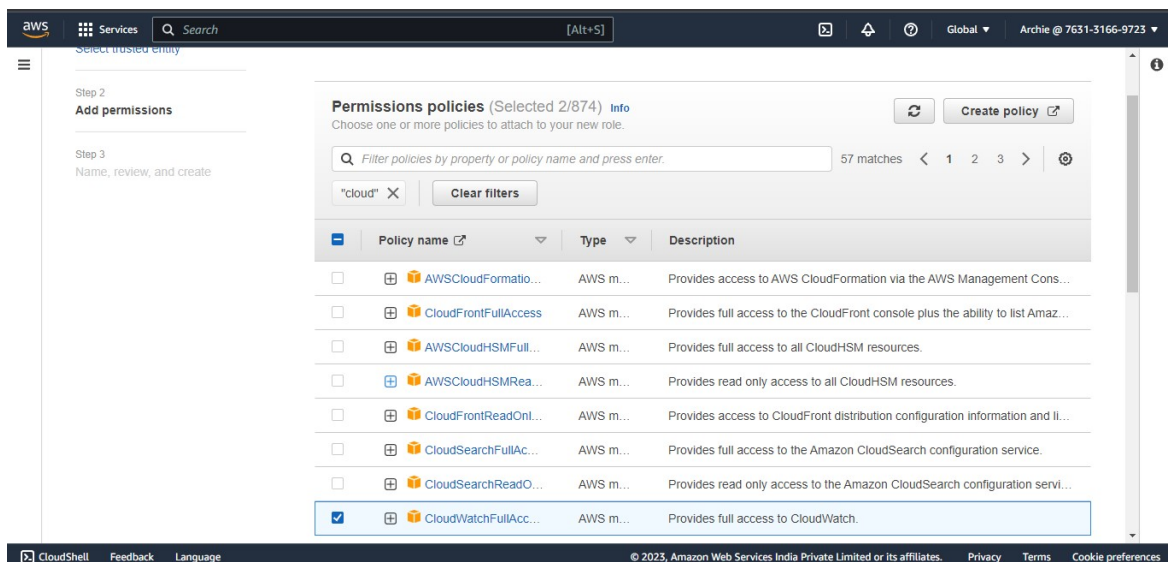 aws Services Search [Alt+S] Global Archie @ 7631-3166-9723
Select trusted entity
Step 2
Add permissions
Step 3
Name, review, and create
Permissions policies (Selected 2/874) Info
Choose one or more policies to attach to your new role.
Create policy
Filter policies by property or policy name and press enter.
57 matches 1 2 3
"cloud" Clear filters
Policy name Type Description
AWSCloudFormatio... AWS m... Provides access to AWS CloudFormation via the AWS Management Cons...
CloudFrontFullAccess AWS m... Provides full access to the CloudFront console plus the ability to list Amaz...
AWSCloudHSMFull... AWS m... Provides full access to all CloudHSM resources.
AWSCloudHSMRea... AWS m... Provides read only access to all CloudHSM resources.
CloudFrontReadOnl... AWS m... Provides access to CloudFront distribution configuration information and li...
CloudSearchFullAc... AWS m... Provides full access to the Amazon CloudSearch configuration service.
CloudSearchReadO... AWS m... Provides read only access to the Amazon CloudSearch configuration servi...
CloudWatchFullAcc... AWS m... Provides full access to CloudWatch.
CloudShell Feedback Language © 2023, Amazon Web Services India Private Limited or its affiliates. Privacy Terms Cookie preferences